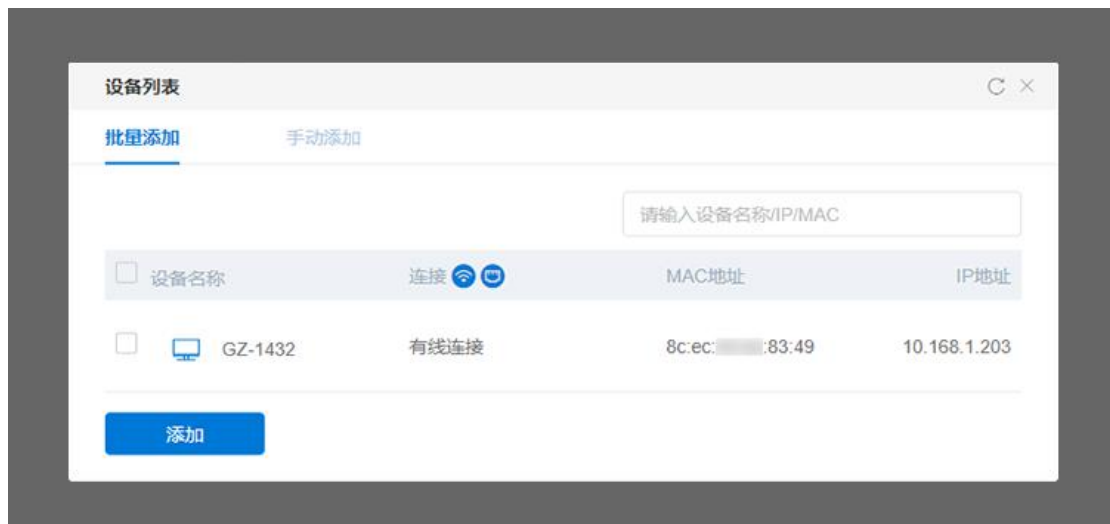 设备列表
批量添加 手动添加
请输入设备名称/IP/MAC
设备名称 连接 MAC地址 IP地址
GZ-1432 有线连接 8c:ec: :83:49 10.168.1.203
添加